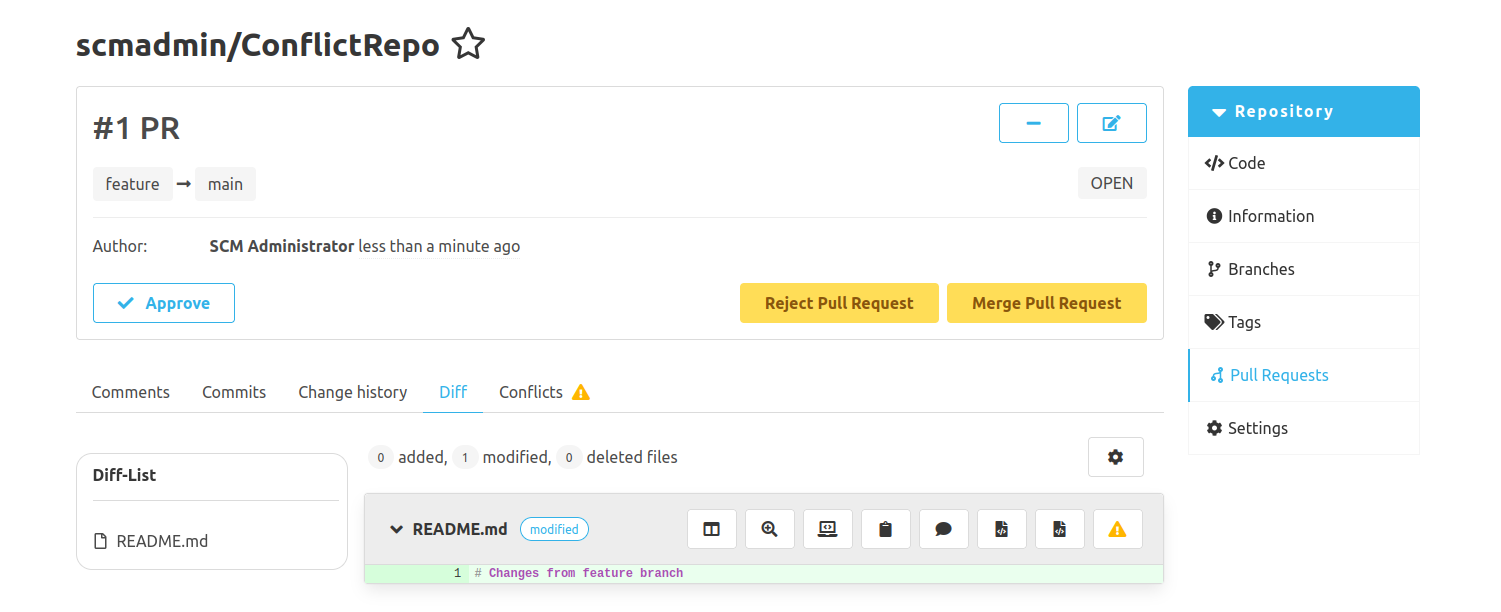 scmadmin/ConflictRepo
#1 PR
feature → main
OPEN
Author: SCM Administrator less than a minute ago
Approve
Reject Pull Request
Merge Pull Request
Comments Commits Change history Diff Conflicts
Diff-List
README.md
0 added, 1 modified, 0 deleted files
README.md modified
1 # Changes from feature branch
Repository
Code
Information
Branches
Tags
Pull Requests
Settings